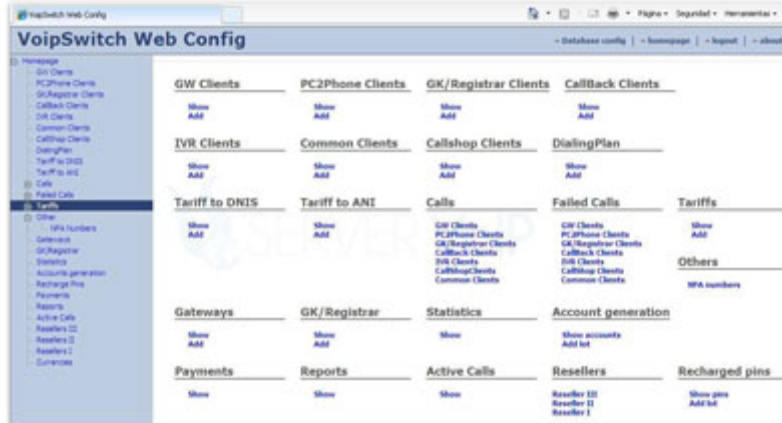 VoipSwitch Web Config
Página Seguridad Herramientas
VoipSwitch Web Config
Database config | homepage | logout | about
Homepage
GW Clients
PC2Phone Clients
GK/Registrar Clients
CallBack Clients
IVR Clients
Common Clients
CallShop Clients
DialingPlan
Tariff to DNIS
Tariff to ANI
Calls
Failed Calls
Tariffs
Other
NPA Numbers
Gateways
GK/Registrar
Statistics
Accounts generation
Recharge Pins
Payments
Reports
Active Calls
Resellers III
Resellers II
Resellers I
Currencies
GW Clients PC2Phone Clients GK/Registrar Clients CallBack Clients
Show Show Show Show
Add Add Add Add
IVR Clients Common Clients Callshop Clients DialingPlan
Show Show Show Show
Add Add Add Add
Tariff to DNIS Tariff to ANI Calls Failed Calls Tariffs
Show Show GW Clients GW Clients Show
Add Add PC2Phone Clients PC2Phone Clients Add
GK/Registrar Clients GK/Registrar Clients
CallBack Clients CallBack Clients Others
IVR Clients IVR Clients
CallShopClients CallShop Clients
Common Clients Common Clients NPA numbers
Gateways GK/Registrar Statistics Account generation
Show Show Show Show accounts
Add Add Add lot
Payments Reports Active Calls Resellers Recharged pins
Show Show Show Reseller III Show pins
Reseller II Add lot
Reseller I